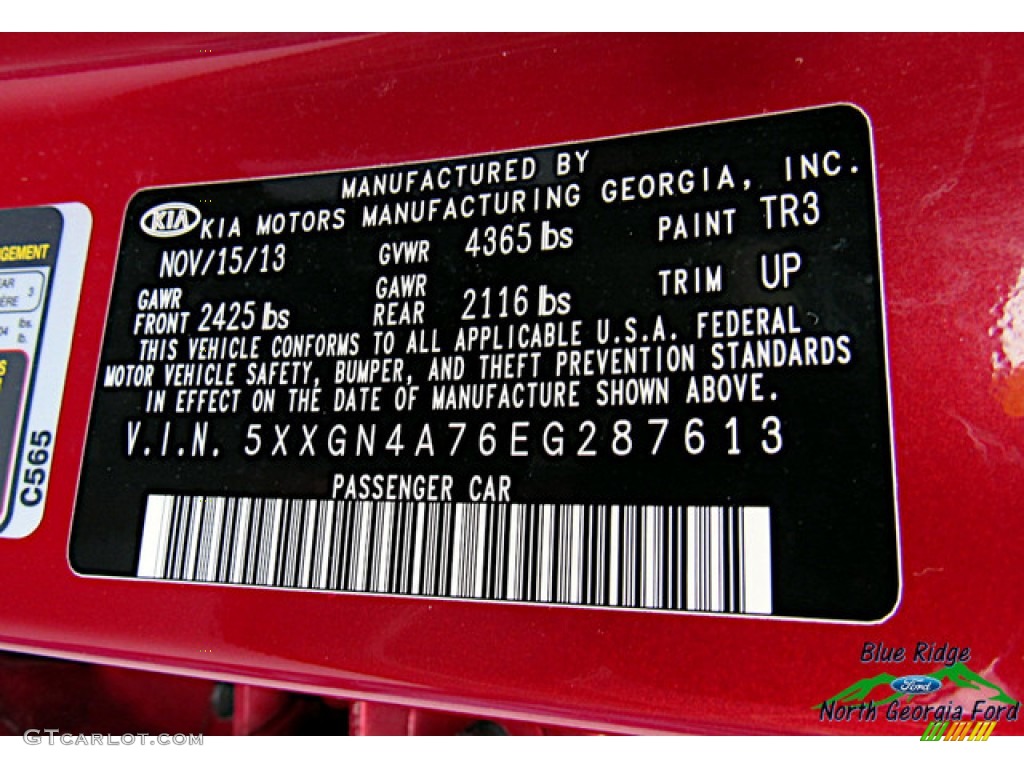 MANUFACTURED BY
KIA KIA MOTORS MANUFACTURING GEORGIA, INC.
NOV/15/13 GVWR 4365 lbs PAINT TR3
GAWR FRONT 2425 lbs GAWR REAR 2116 lbs TRIM UP
THIS VEHICLE CONFORMS TO ALL APPLICABLE U.S.A. FEDERAL
MOTOR VEHICLE SAFETY, BUMPER, AND THEFT PREVENTION STANDARDS
IN EFFECT ON THE DATE OF MANUFACTURE SHOWN ABOVE.
V.I.N. 5XXGN4A76EG287613
PASSENGER CAR
C565
Blue Ridge
Ford
North Georgia Ford
GTcarlot.com